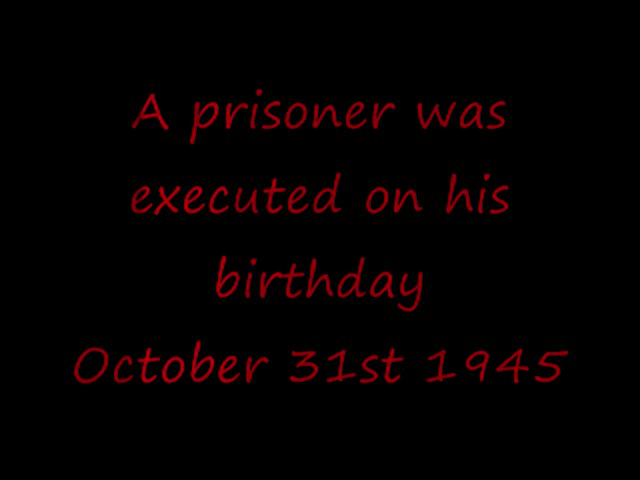 A prisoner was
executed on his
birthday
October 31st 1945